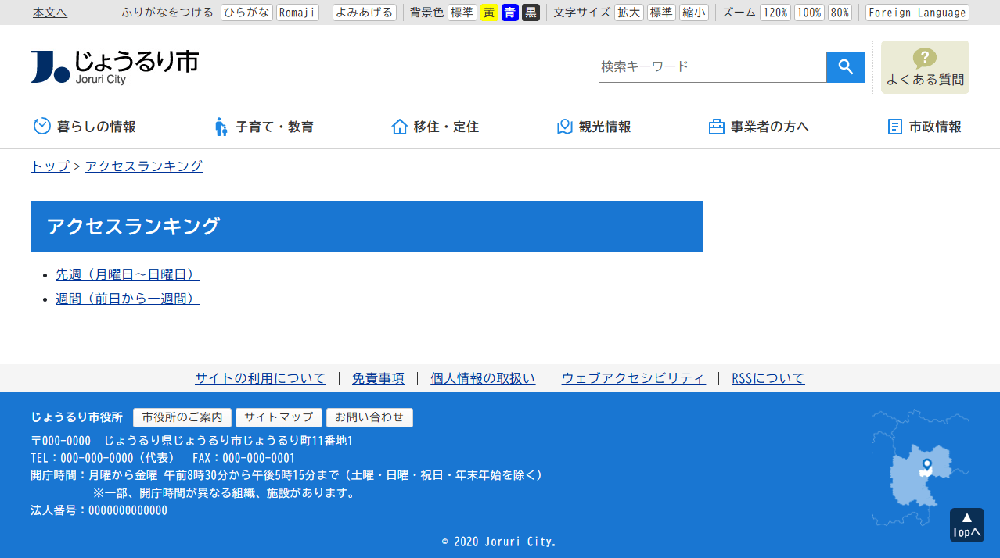 本文へ ふりがなをつける ひらがな Romaji よみあげる 背景色 標準 黄 青 黒 文字サイズ 拡大 標準 縮小 ズーム 120% 100% 80% Foreign Language
じょうるり市
Joruri City
検索キーワード
?
よくある質問
暮らしの情報 子育て・教育 移住・定住 観光情報 事業者の方へ 市政情報
トップ > アクセスランキング
アクセスランキング
• 先週（月曜日～日曜日）
• 週間（前日から一週間）
サイトの利用について | 免責事項 | 個人情報の取扱い | ウェブアクセシビリティ | RSSについて
じょうるり市役所 市役所のご案内 サイトマップ お問い合わせ
〒000-0000 じょうるり県じょうるり市じょうるり町11番地1
TEL：000-000-0000（代表） FAX：000-000-0001
開庁時間：月曜から金曜 午前8時30分から午後5時15分まで（土曜・日曜・祝日・年末年始を除く）
※一部、開庁時間が異なる組織、施設があります。
法人番号：0000000000000
▲
Topへ
© 2020 Joruri City.